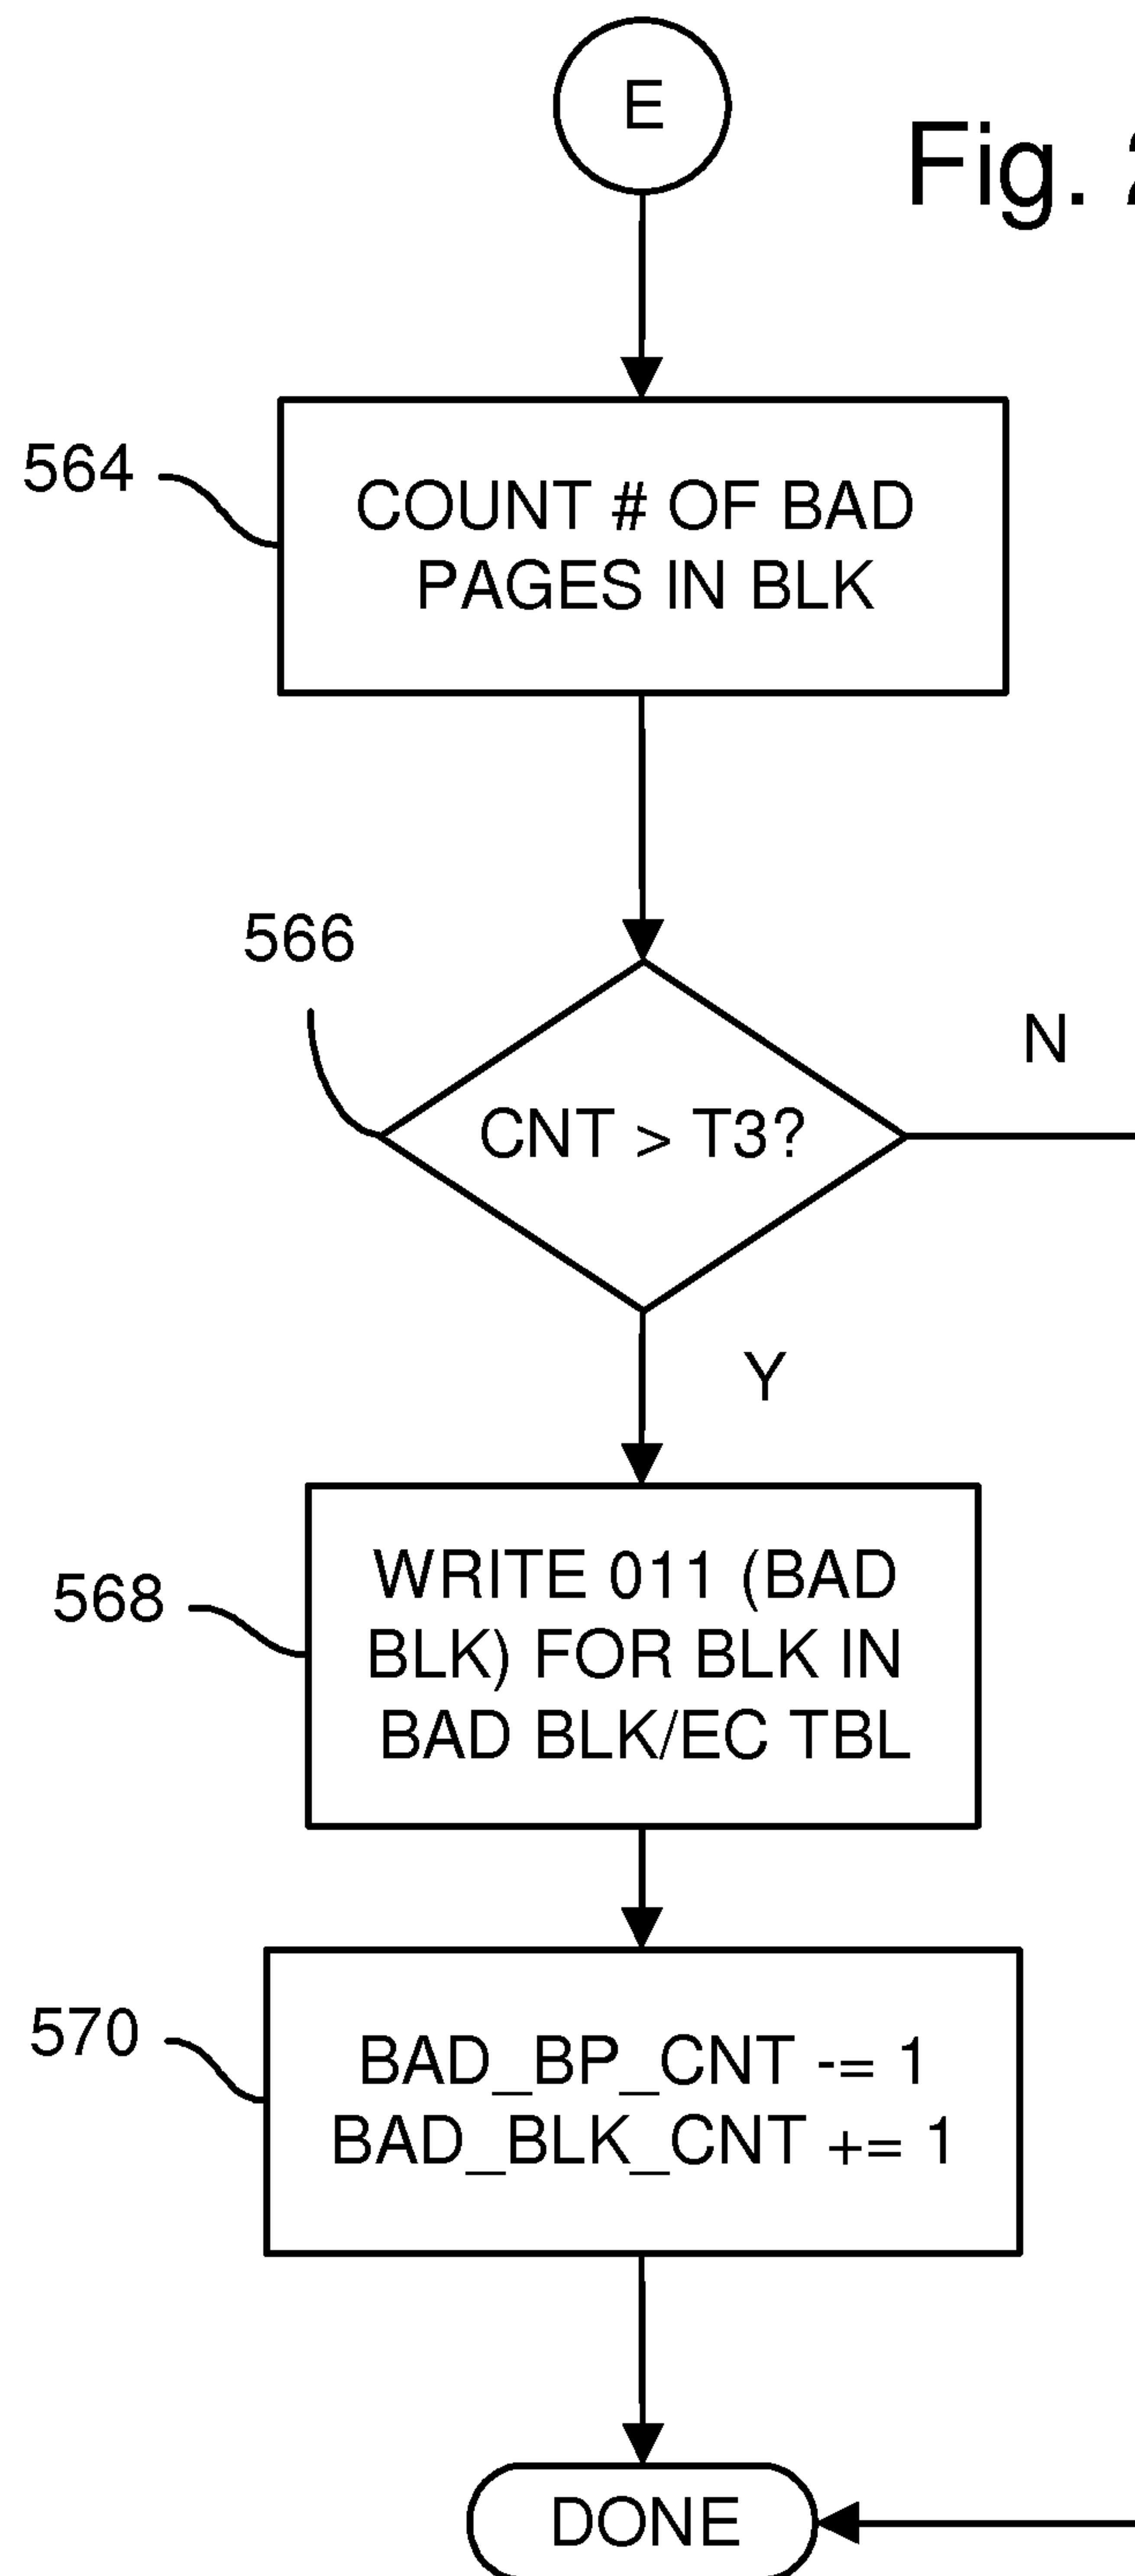 E
Fig. 2
564
COUNT # OF BAD
PAGES IN BLK
566
CNT > T3?
N
Y
568
WRITE 011 (BAD
BLK) FOR BLK IN
BAD BLK/EC TBL
570
BAD_BP_CNT -= 1
BAD_BLK_CNT += 1
DONE